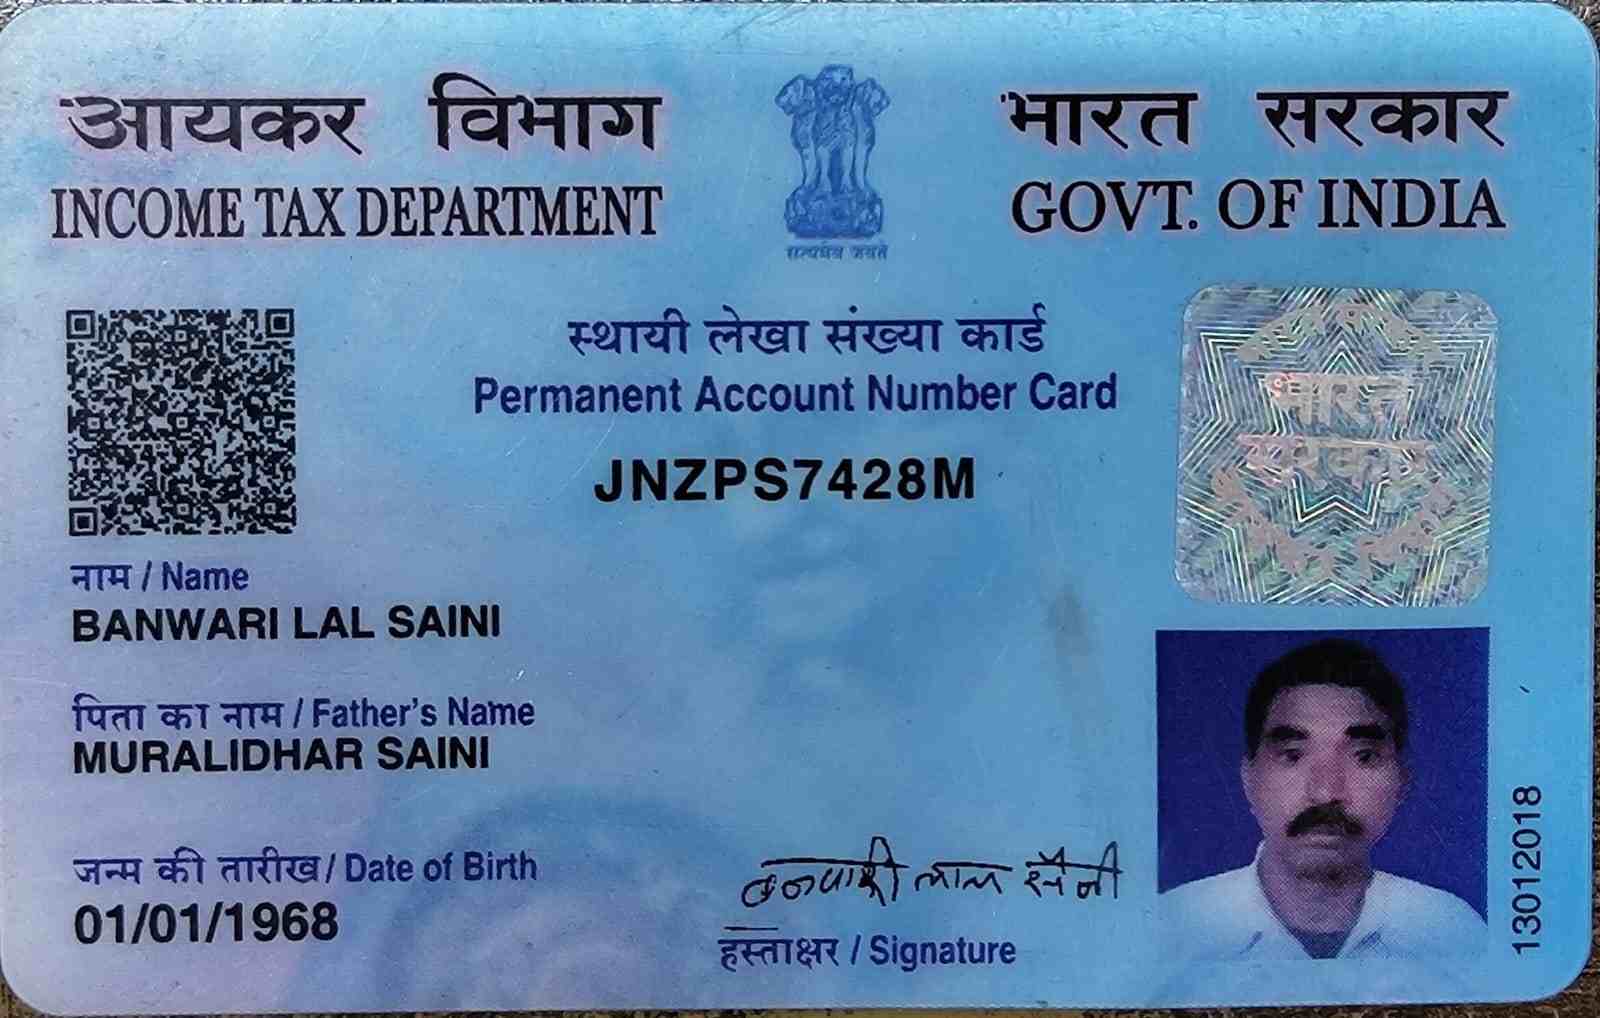 आयकर विभाग
INCOME TAX DEPARTMENT
सत्यमेव जयते
भारत सरकार
GOVT. OF INDIA
स्थायी लेखा संख्या कार्ड
Permanent Account Number Card
JNZPS7428M
भारत
सरकार
नाम / Name
BANWARI LAL SAINI
पिता का नाम / Father's Name
MURALIDHAR SAINI
जन्म की तारीख / Date of Birth
01/01/1968
बनवारी लाल सैनी
हस्ताक्षर / Signature
13012018